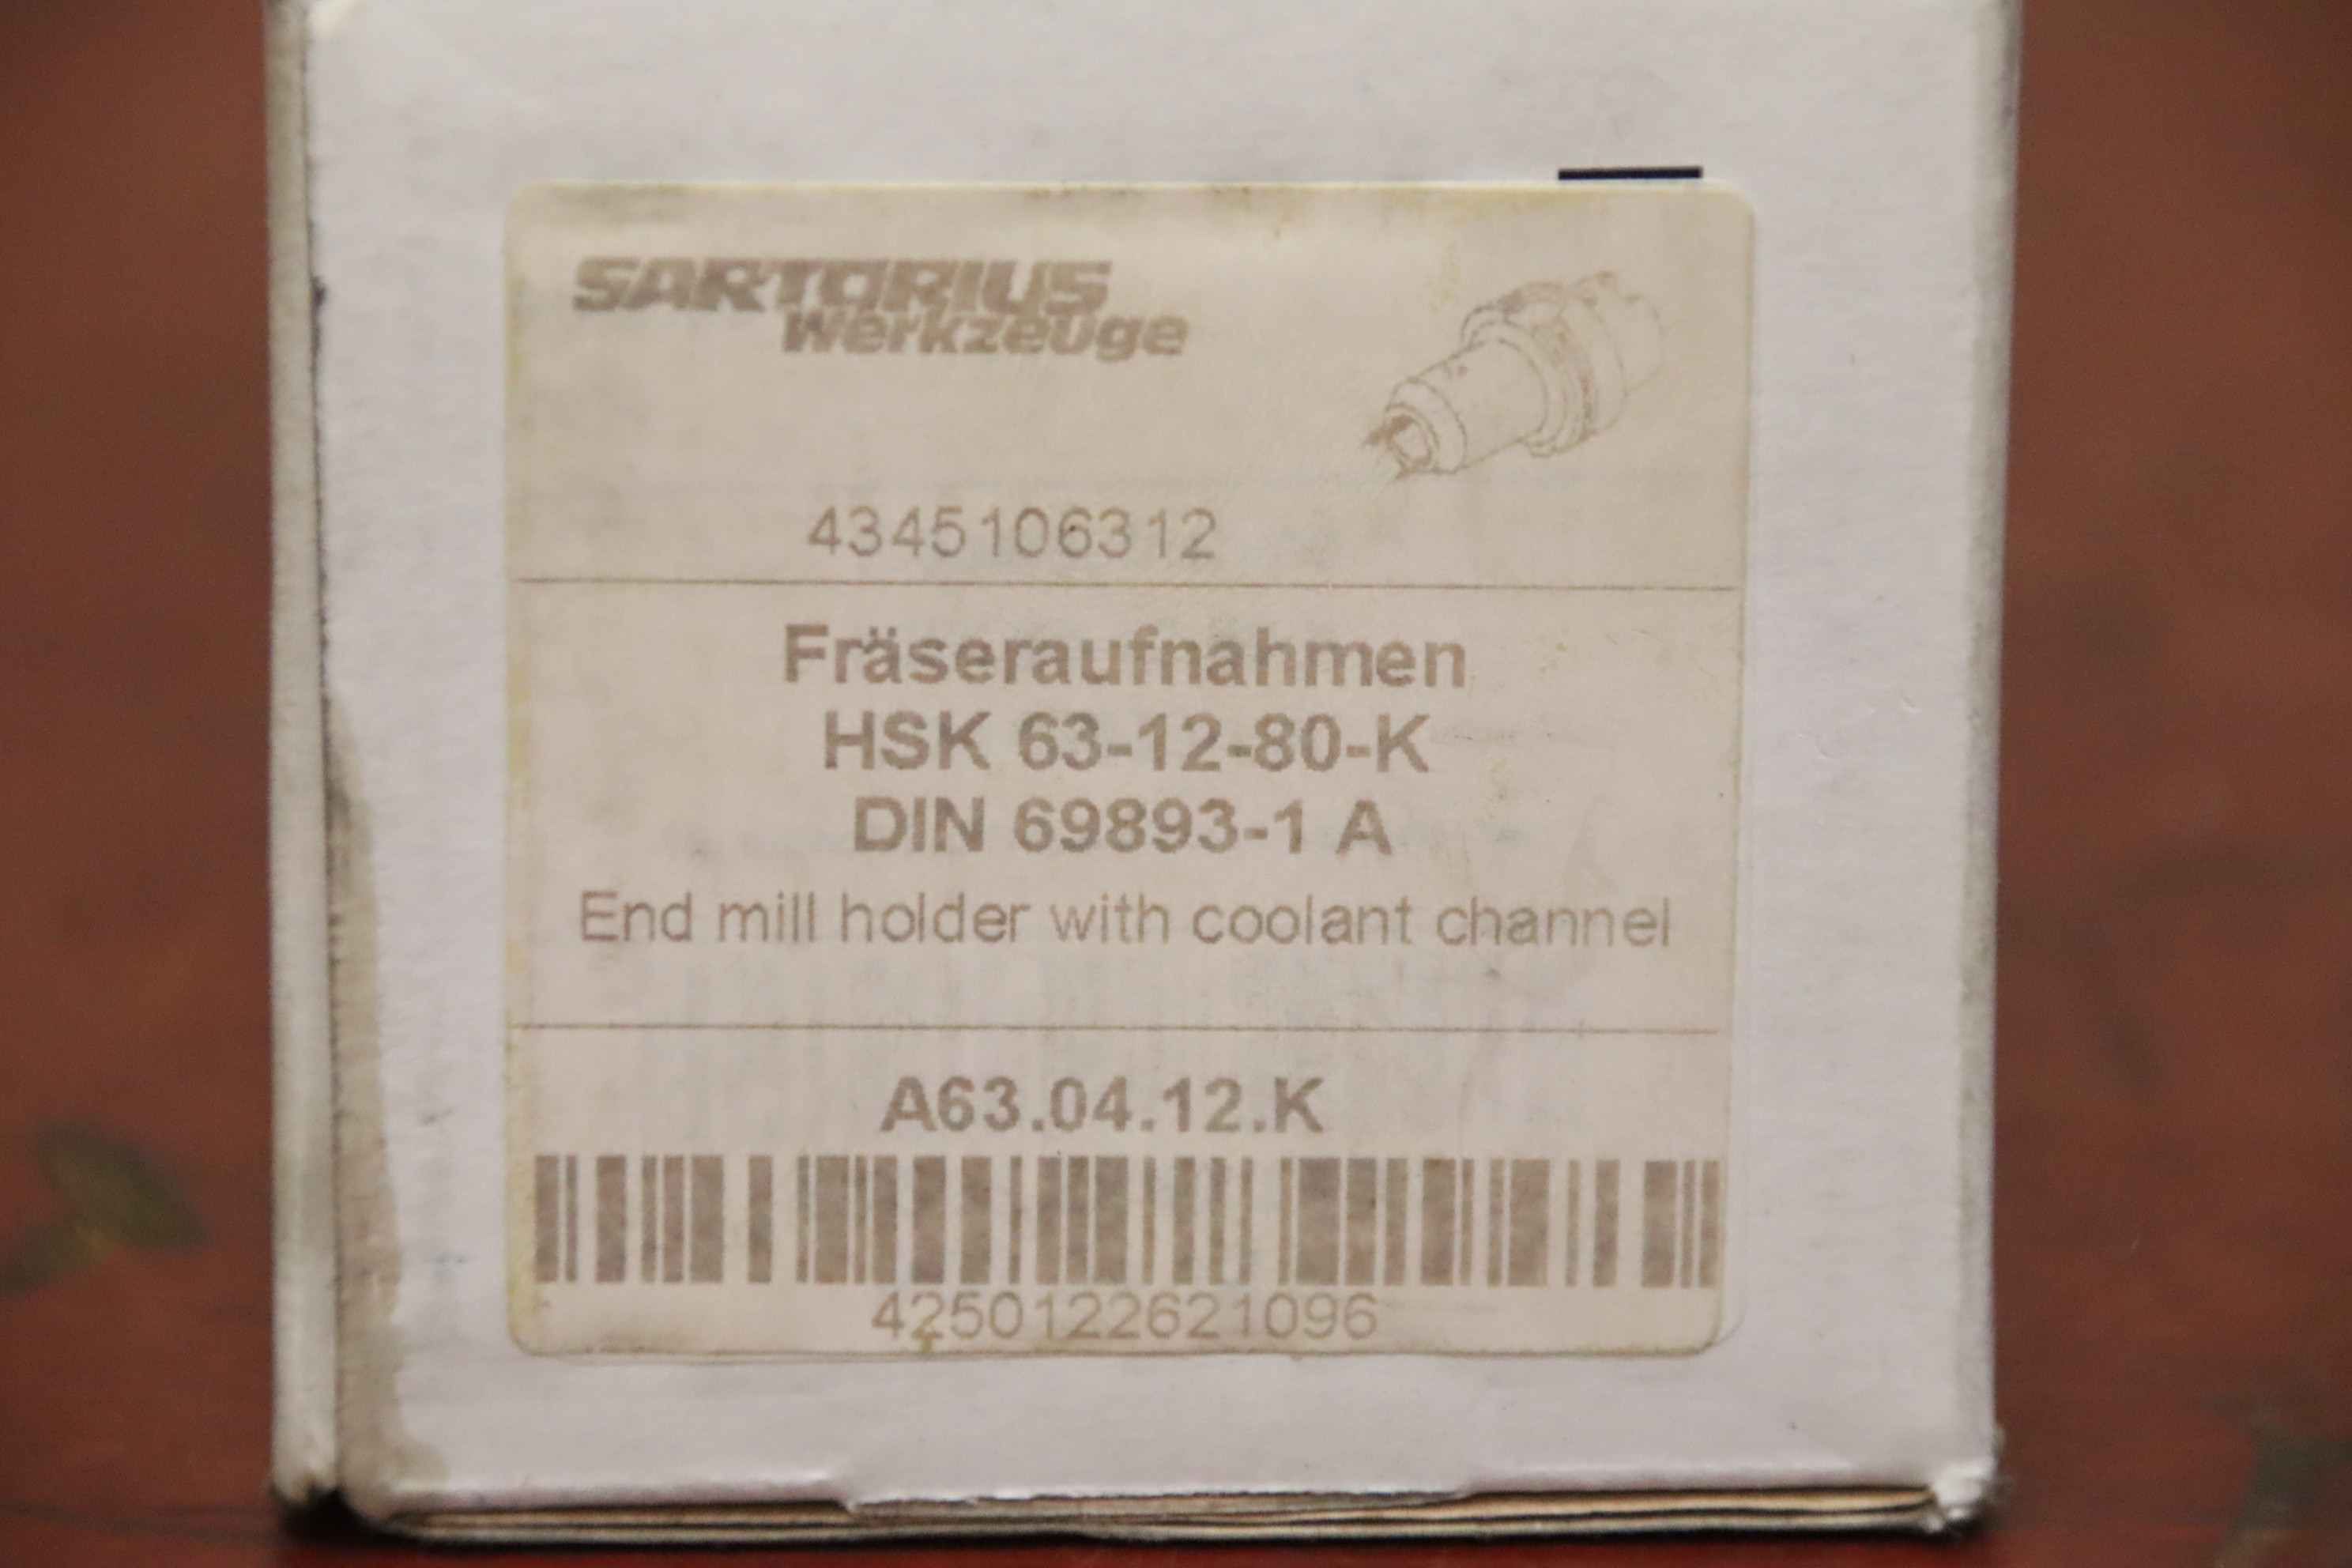 SARTORIUS
Werkzeuge
4345106312
Fräseraufnahmen
HSK 63-12-80-K
DIN 69893-1 A
End mill holder with coolant channel
A63.04.12.K
4250122621096